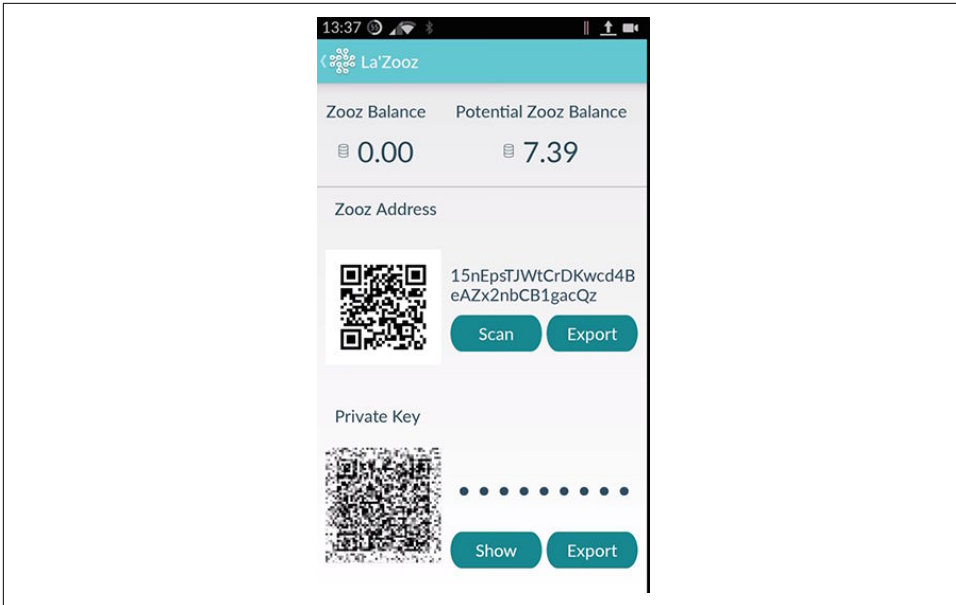 13:37
La'Zooz
Zooz Balance Potential Zooz Balance
0.00 7.39
Zooz Address
15nEpsTJWtCrDKwcd4B
eAZx2nbCB1gacQz
Scan Export
Private Key
• • • • • • • • •
Show Export